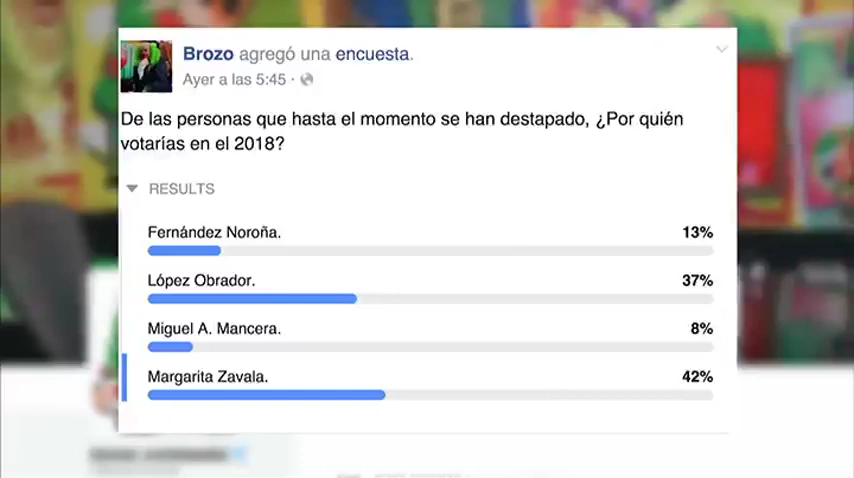 Brozo agregó una encuesta.
Ayer a las 5:45 ·
De las personas que hasta el momento se han destapado, ¿Por quién
votarías en el 2018?
RESULTS
Fernández Noroña. 13%
López Obrador. 37%
Miguel A. Mancera. 8%
Margarita Zavala. 42%